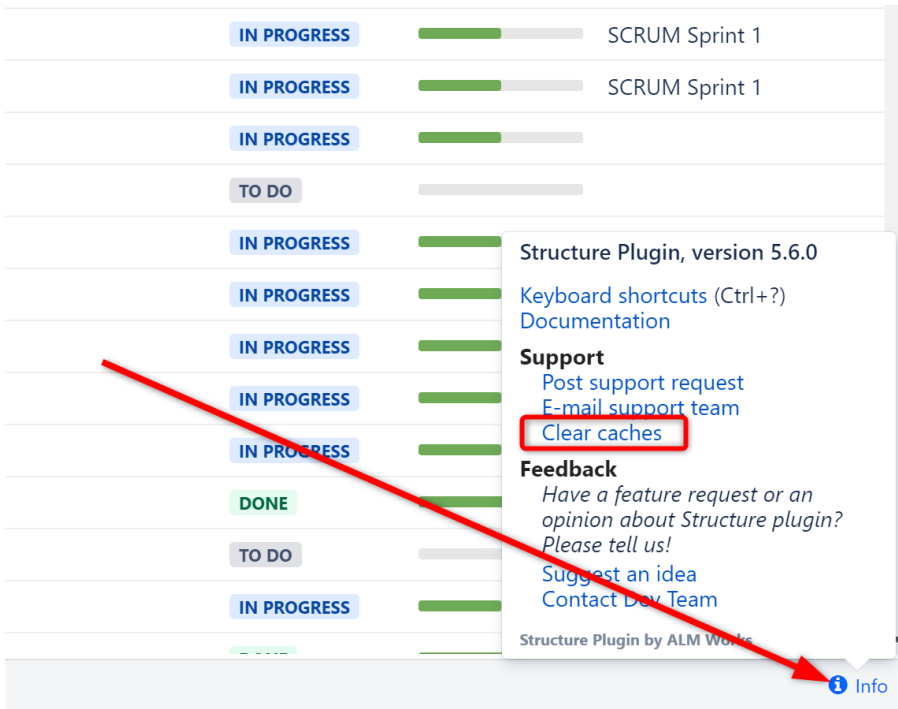 IN PROGRESS SCRUM Sprint 1
IN PROGRESS SCRUM Sprint 1
IN PROGRESS
TO DO
IN PROGRESS
IN PROGRESS
IN PROGRESS
IN PROGRESS
IN PROGRESS
DONE
TO DO
IN PROGRESS
DONE
Structure Plugin, version 5.6.0
Keyboard shortcuts (Ctrl+?)
Documentation
Support
Post support request
E-mail support team
Clear caches
Feedback
Have a feature request or an
opinion about Structure plugin?
Please tell us!
Suggest an idea
Contact Dev Team
Structure Plugin by ALM Works
Info